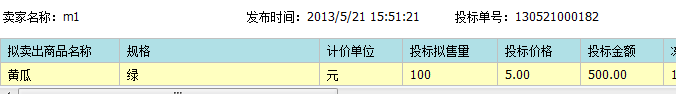 卖家名称：m1 发布时间：2013/5/21 15:51:21 投标单号：130521000182
拟卖出商品名称 规格 计价单位 投标拟售量 投标价格 投标金额
黄瓜 绿 元 100 5.00 500.00